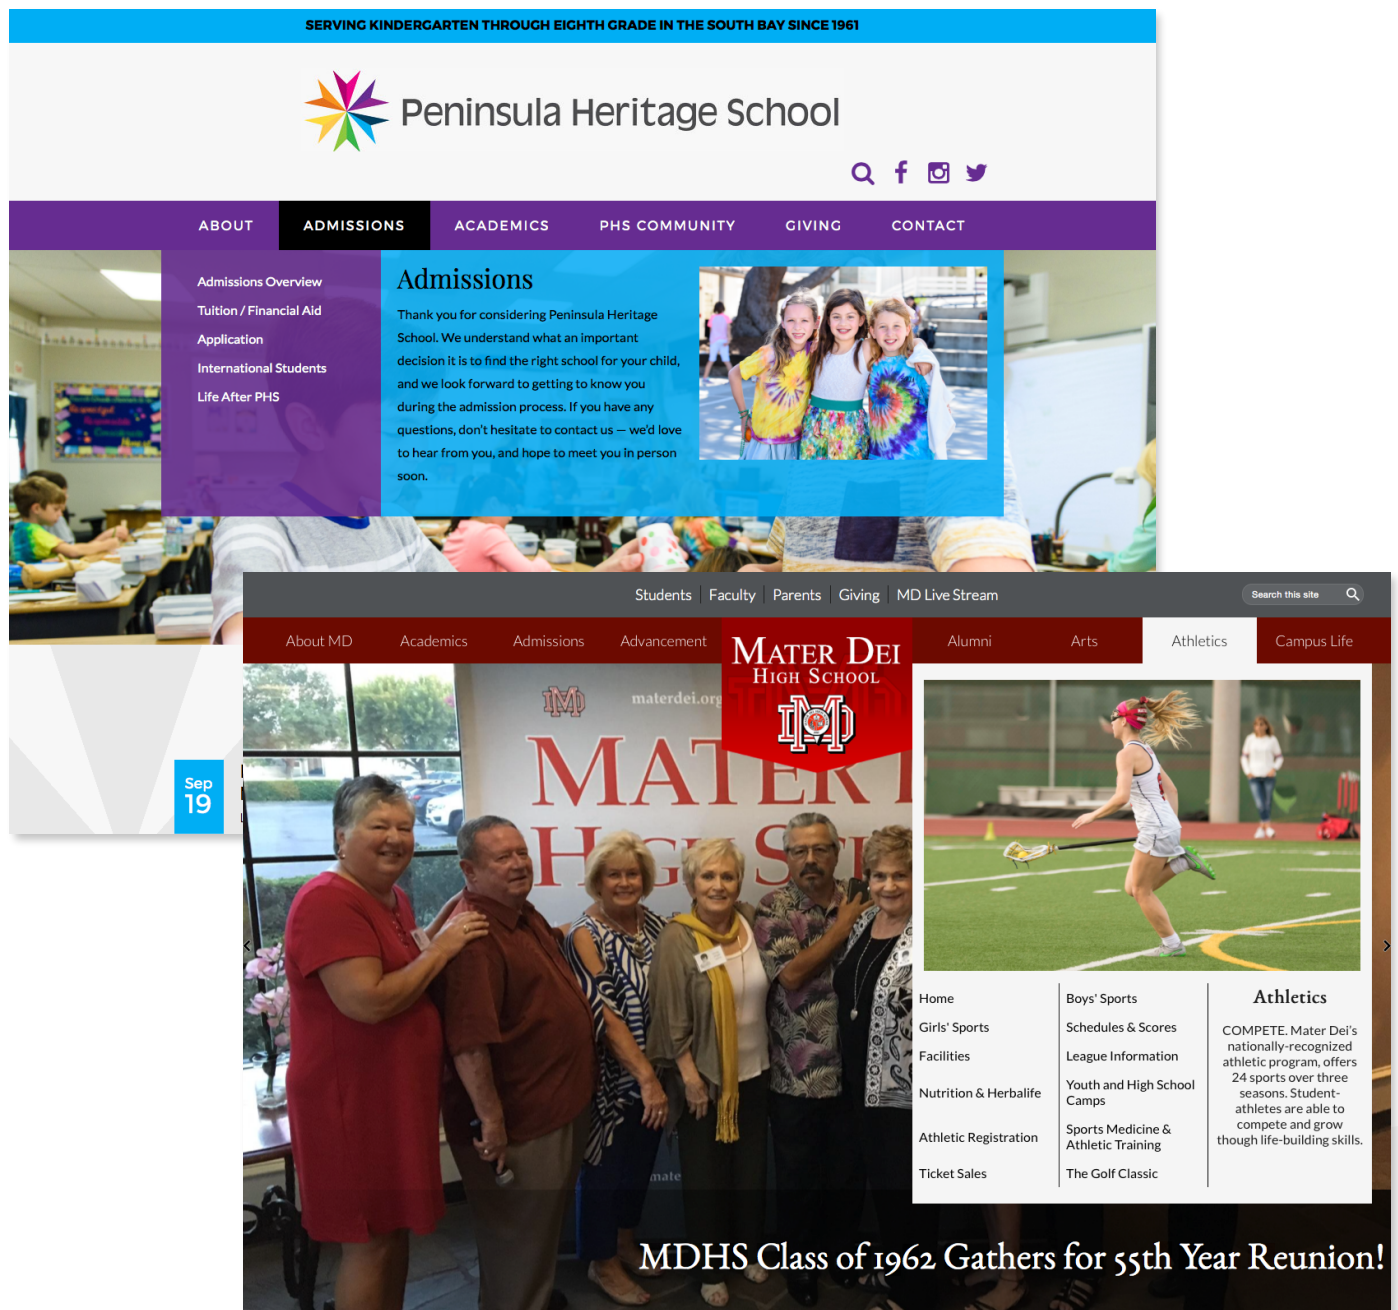 SERVING KINDERGARTEN THROUGH EIGHTH GRADE IN THE SOUTH BAY SINCE 1961
Peninsula Heritage School
ABOUT
ADMISSIONS
ACADEMICS
PHS COMMUNITY
GIVING
CONTACT
Admissions Overview
Tuition / Financial Aid
Application
International Students
Life After PHS
Admissions
Thank you for considering Peninsula Heritage
School. We understand what an important
decision it is to find the right school for your child,
and we look forward to getting to know you
during the admission process. If you have any
questions, don't hesitate to contact us — we'd love
to hear from you, and hope to meet you in person
soon.
Sep
19
Students
Faculty
Parents
Giving
MD Live Stream
Search this site
About MD
Academics
Admissions
Advancement
MATER DEI
HIGH SCHOOL
MD
Alumni
Arts
Athletics
Campus Life
MD
materdei.org
MATER
HIGH SC
Home
Girls' Sports
Facilities
Nutrition & Herbalife
Athletic Registration
Ticket Sales
Boys' Sports
Schedules & Scores
League Information
Youth and High School
Camps
Sports Medicine &
Athletic Training
The Golf Classic
Athletics
COMPETE. Mater Dei's
nationally-recognized
athletic program, offers
24 sports over three
seasons. Student-
athletes are able to
compete and grow
though life-building skills.
mate
MDHS Class of 1962 Gathers for 55th Year Reunion!